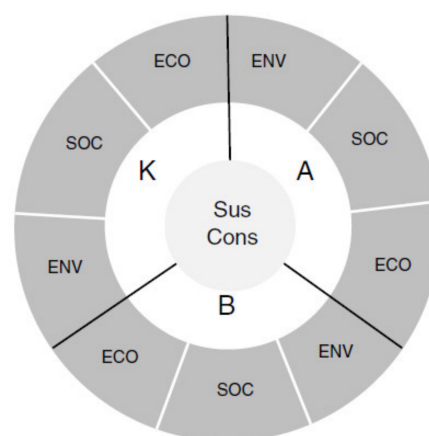 ECO ENV
SOC SOC
K A
Sus
Cons
ENV ECO
B
ECO ENV
SOC